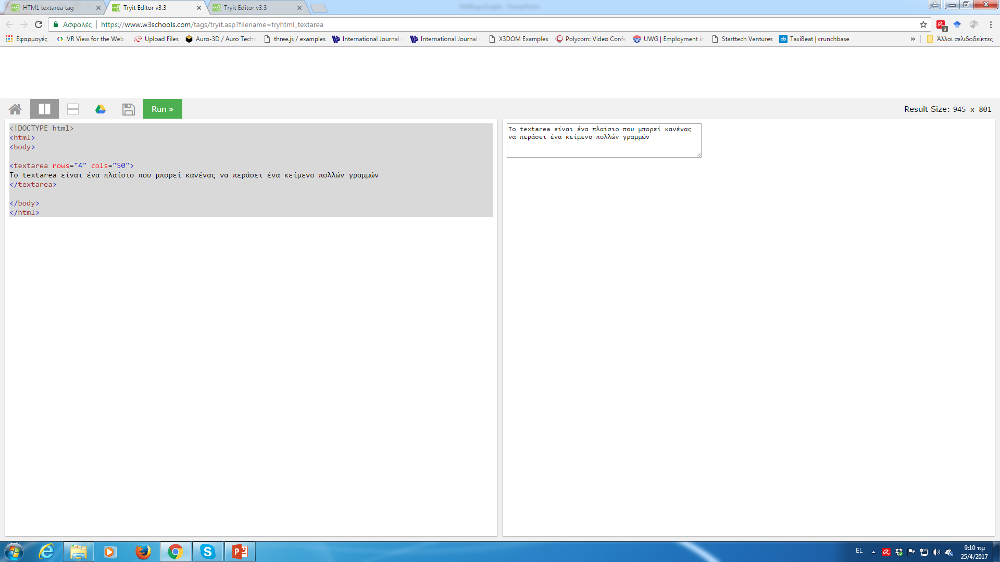 HTML textarea tag
Tryit Editor v3.3
Tryit Editor v3.3
Ασφαλές
https://www.w3schools.com/tags/tryit.asp?filename=tryhtml_textarea
3
Εφαρμογές
VR View for the Web
Upload Files
Auro-3D / Auro Techn
three.js / examples
International Journal
International Journal
X3DOM Examples
Polycom: Video Confe
UWG | Employment in
Starttech Ventures
cb TaxiBeat | crunchbase
»
Άλλοι σελιδοδείκτες
Run »
Result Size: 945 x 801
<!DOCTYPE html>
<html>
<body>
<textarea rows="4" cols="50">
Το textarea είναι ένα πλαίσιο που μπορεί κανένας να περάσει ένα κείμενο πολλών γραμμών
</textarea>
</body>
</html>
Το textarea είναι ένα πλαίσιο που μπορεί κανένας
να περάσει ένα κείμενο πολλών γραμμών
EL
9:10 πμ
25/4/2017